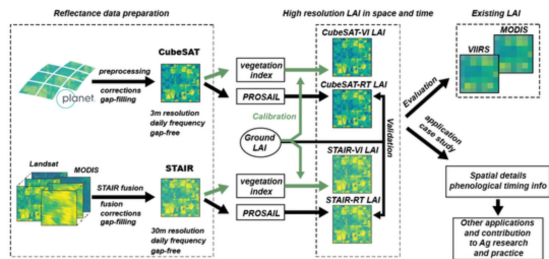 Reflectance data preparation
High resolution LAI in space and time
Existing LAI
CubeSAT
CubeSAT-VI LAI
MODIS
VIIRS
preprocessing
corrections
gap-filling
planet
vegetation
index
3m resolution
daily frequency
gap-free
PROSAIL
CubeSAT-RT LAI
Calibration
Ground
LAI
Validation
Evaluation
application
case study
Landsat
MODIS
STAIR fusion
fusion
corrections
gap-filling
STAIR
STAIR-VI LAI
vegetation
index
30m resolution
daily frequency
gap-free
PROSAIL
STAIR-RT LAI
Spatial details
phenological timing info
Other applications
and contribution
to Ag research
and practice